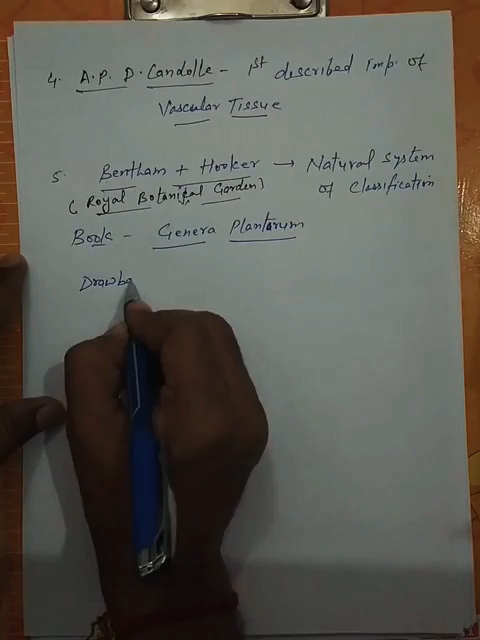 4. A. P. D. Candolle - 1st described imp. of
Vascular Tissue
5. Bentham + Hooker → Natural system
(Royal Botanical Garden) of Classification
Book - Genera Plantarum
Drawba